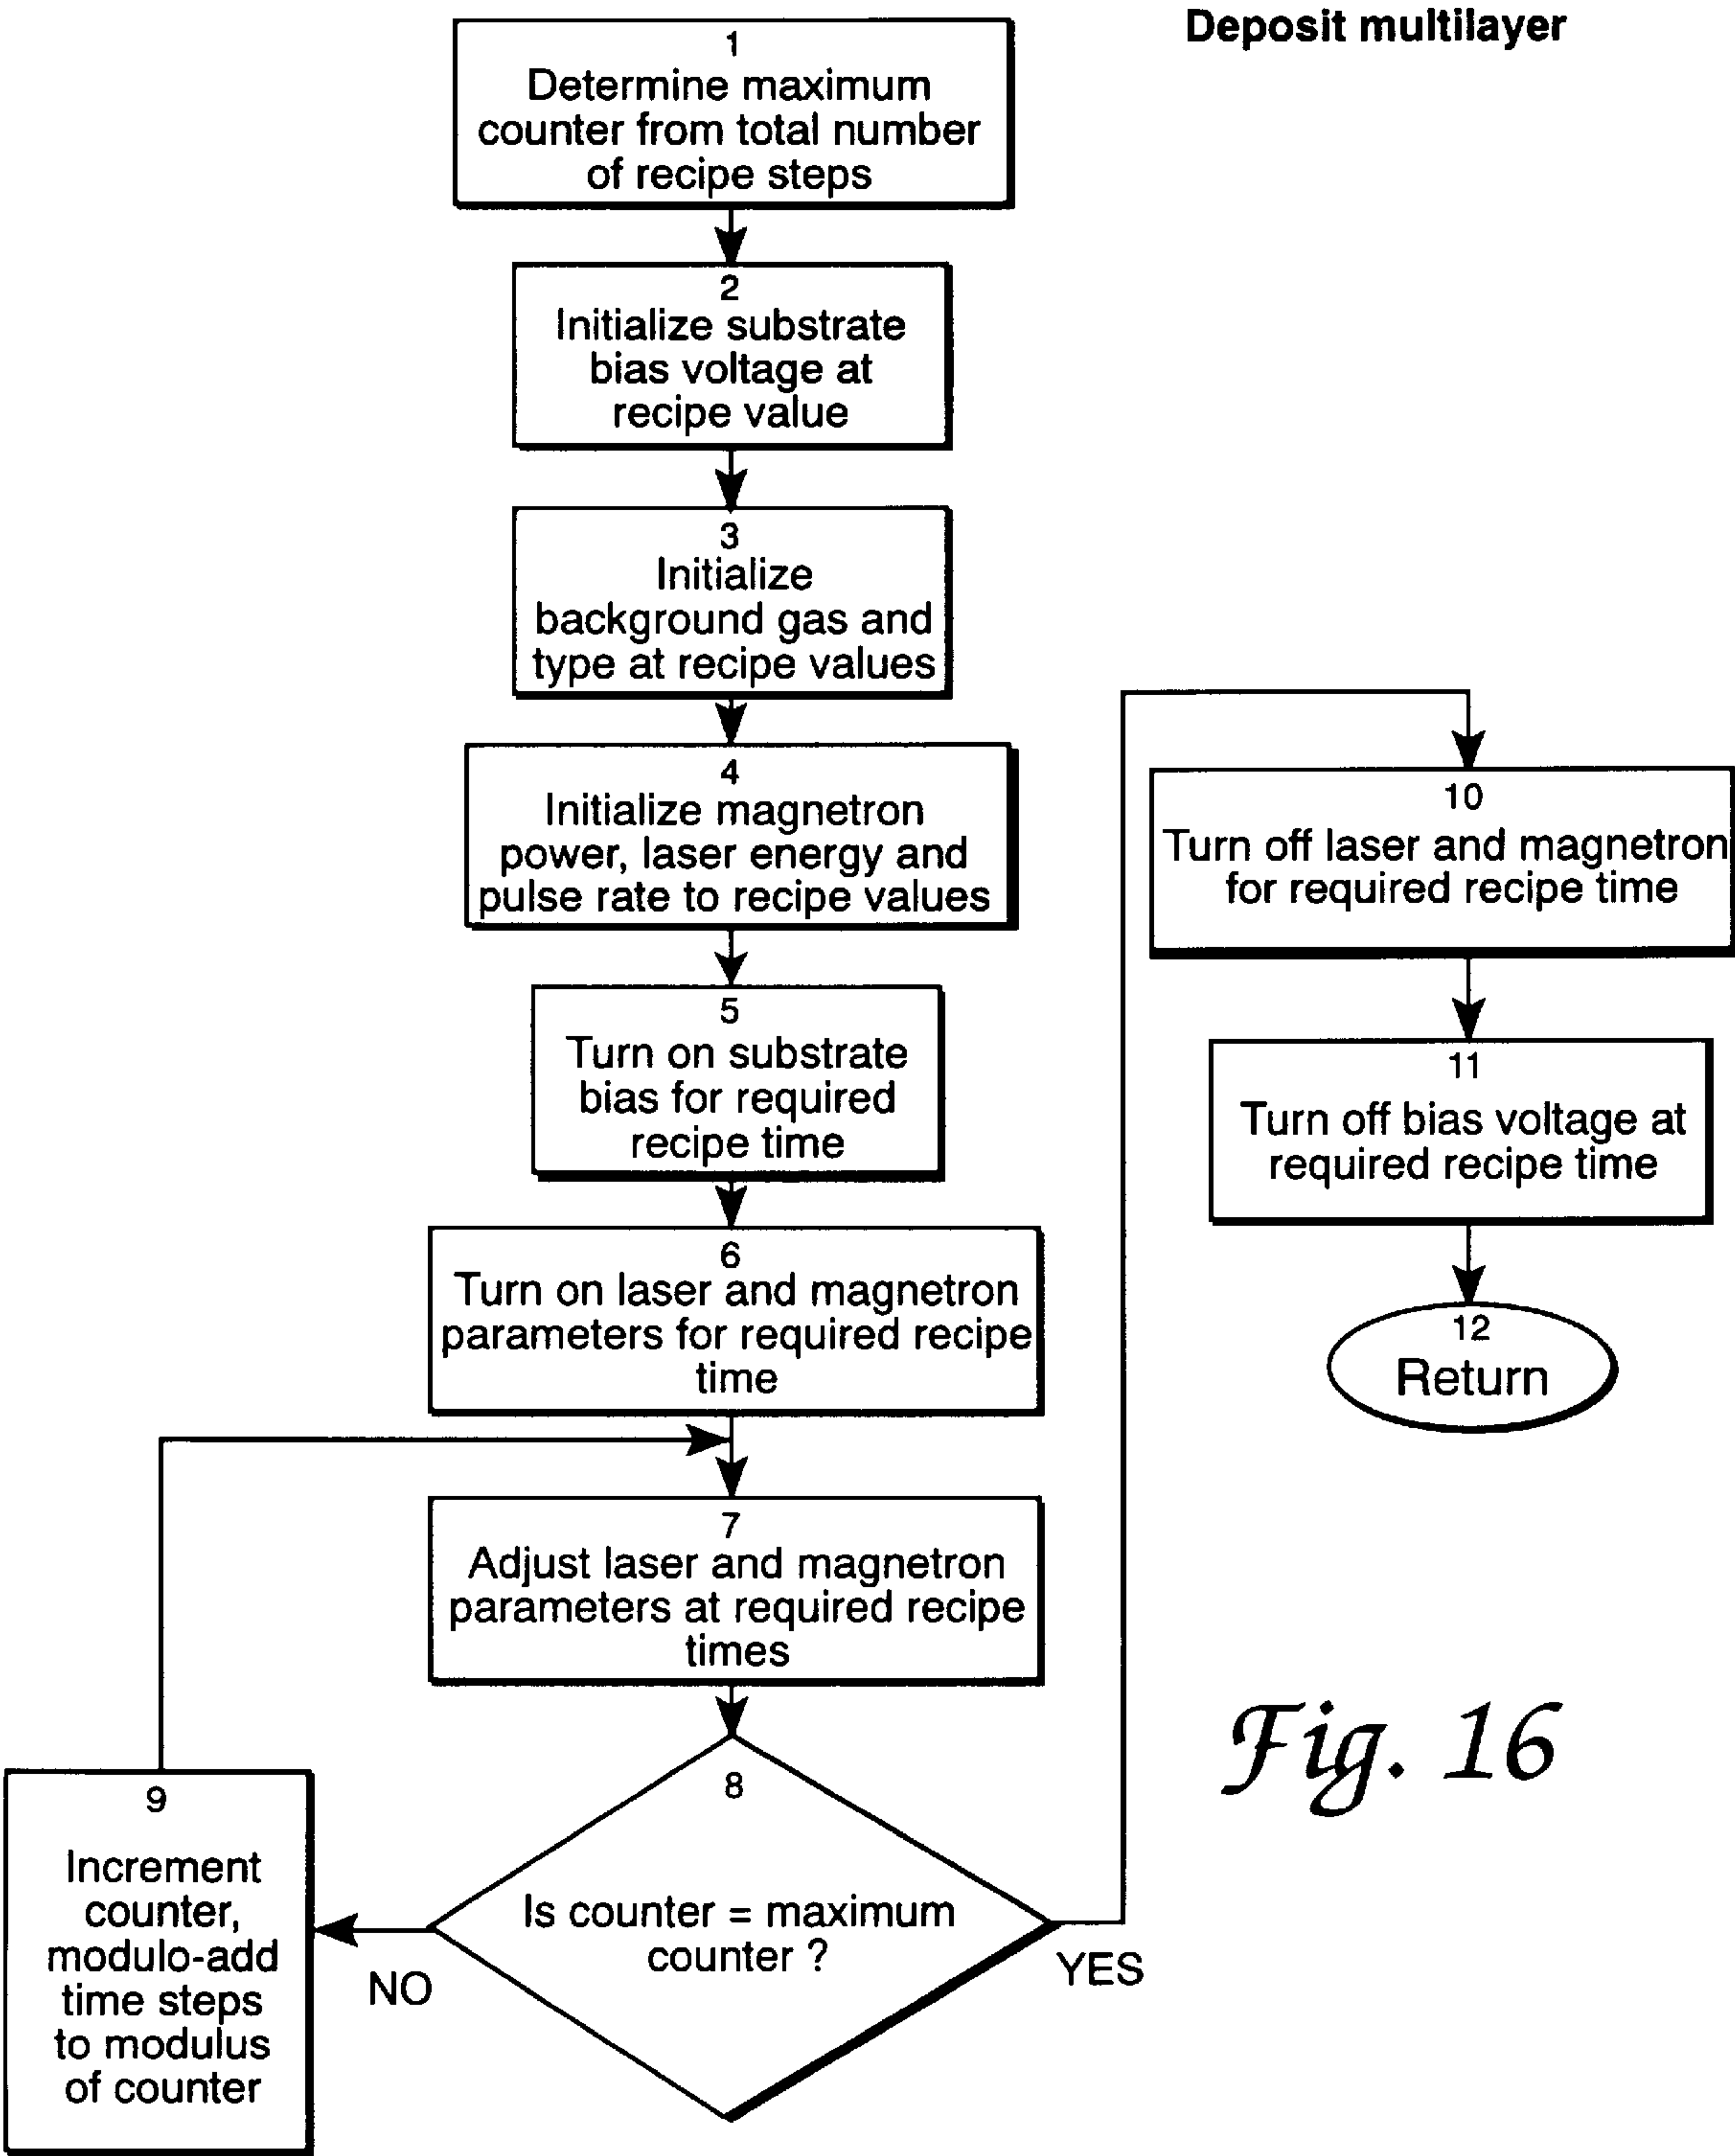 Deposit multilayer
1
Determine maximum
counter from total number
of recipe steps
2
Initialize substrate
bias voltage at
recipe value
3
Initialize
background gas and
type at recipe values
4
Initialize magnetron
power, laser energy and
pulse rate to recipe values
5
Turn on substrate
bias for required
recipe time
6
Turn on laser and magnetron
parameters for required recipe
time
7
Adjust laser and magnetron
parameters at required recipe
times
8
Is counter = maximum
counter ?
NO
YES
9
Increment
counter,
modulo-add
time steps
to modulus
of counter
10
Turn off laser and magnetron
for required recipe time
11
Turn off bias voltage at
required recipe time
12
Return
Fig. 16